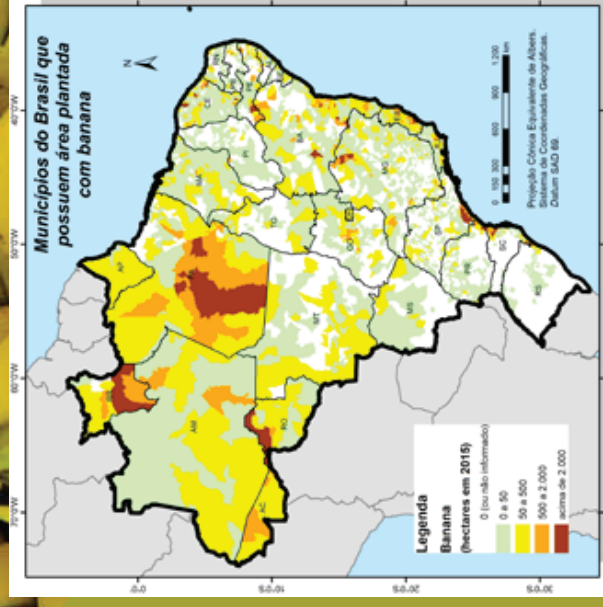 Municípios do Brasil que
possuem área plantada
com banana
N
70°0'W
60°0'W
50°0'W
40°0'W
0°0'
10°0'S
20°0'S
30°0'S
AP
AM
AC
RO
MT
MS
TO
GO
MA
PI
CE
RN
PE
BA
MG
SP
PR
SC
RS
Legenda
Banana
(hectares em 2015)
0 (ou não informado)
0 a 50
50 a 500
500 a 2.000
acima de 2.000
0 150 300 600 900 1.200
km
Projeção Cônica Equivalente de Albers.
Sistema de Coordenadas Geográficas.
Datum SAD 69.